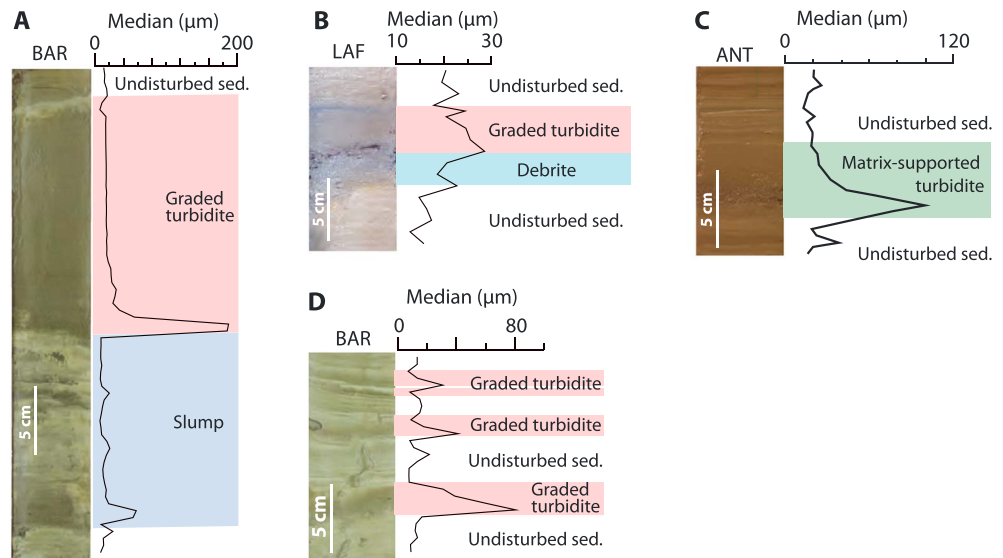 A
Median (μm)
BAR
0
200
Undisturbed sed.
Graded
turbidite
Slump
5 cm
B
Median (μm)
LAF
10
30
Undisturbed sed.
Graded turbidite
Debrite
Undisturbed sed.
5 cm
C
Median (μm)
ANT
0
120
Undisturbed sed.
Matrix-supported
turbidite
Undisturbed sed.
5 cm
D
Median (μm)
BAR
0
80
Graded turbidite
Graded turbidite
Undisturbed sed.
Graded
turbidite
Undisturbed sed.
5 cm